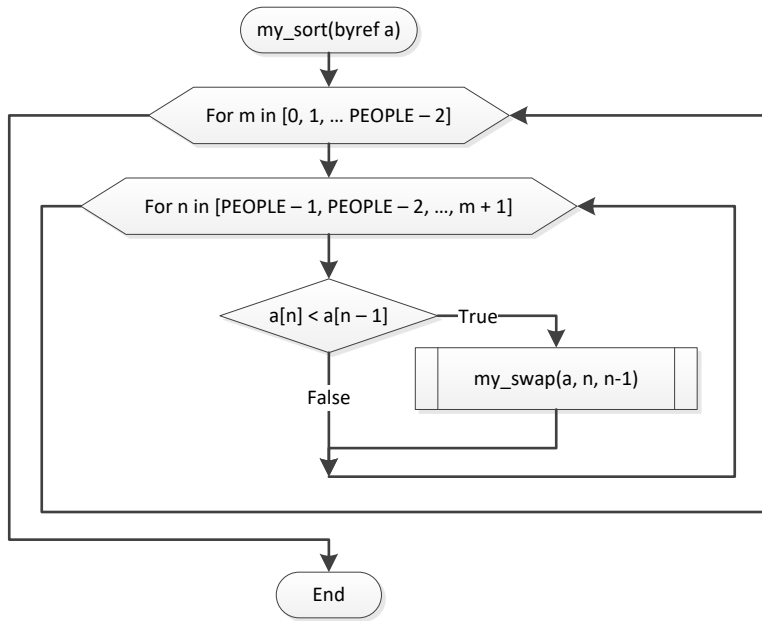 my_sort(byref a)
For m in [0, 1, … PEOPLE – 2]
For n in [PEOPLE – 1, PEOPLE – 2, …, m + 1]
a[n] < a[n – 1]
True
my_swap(a, n, n-1)
False
End